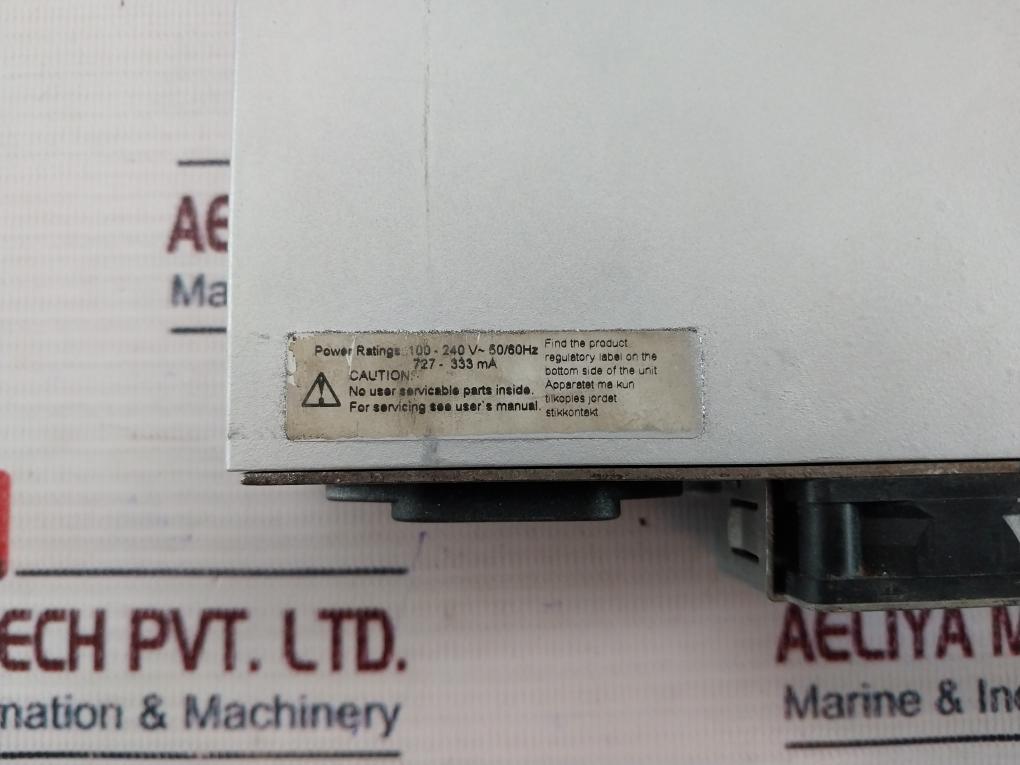 AE
Ma
Power Ratings: 100 - 240 V~ 50/60Hz
727 - 333 mA
CAUTION:
No user servicable parts inside.
For servicing see user`s manual.
Find the product
regulatory label on the
bottom side of the unit
Apparatet ma kun
tilkoples jordet
stikkontakt
ECH PVT. LTD.
mation & Machinery
AELIYA M
Marine & Ind